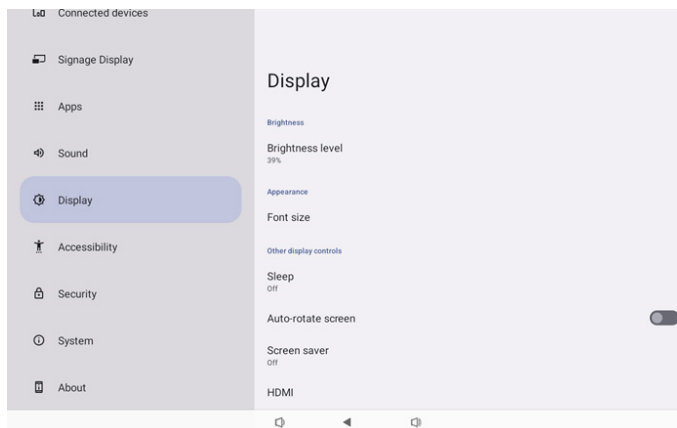 Connected devices
Signage Display
Apps
Sound
Display
Accessibility
Security
System
About
Display
Brightness
Brightness level
39%
Appearance
Font size
Other display controls
Sleep
Off
Auto-rotate screen
Screen saver
Off
HDMI